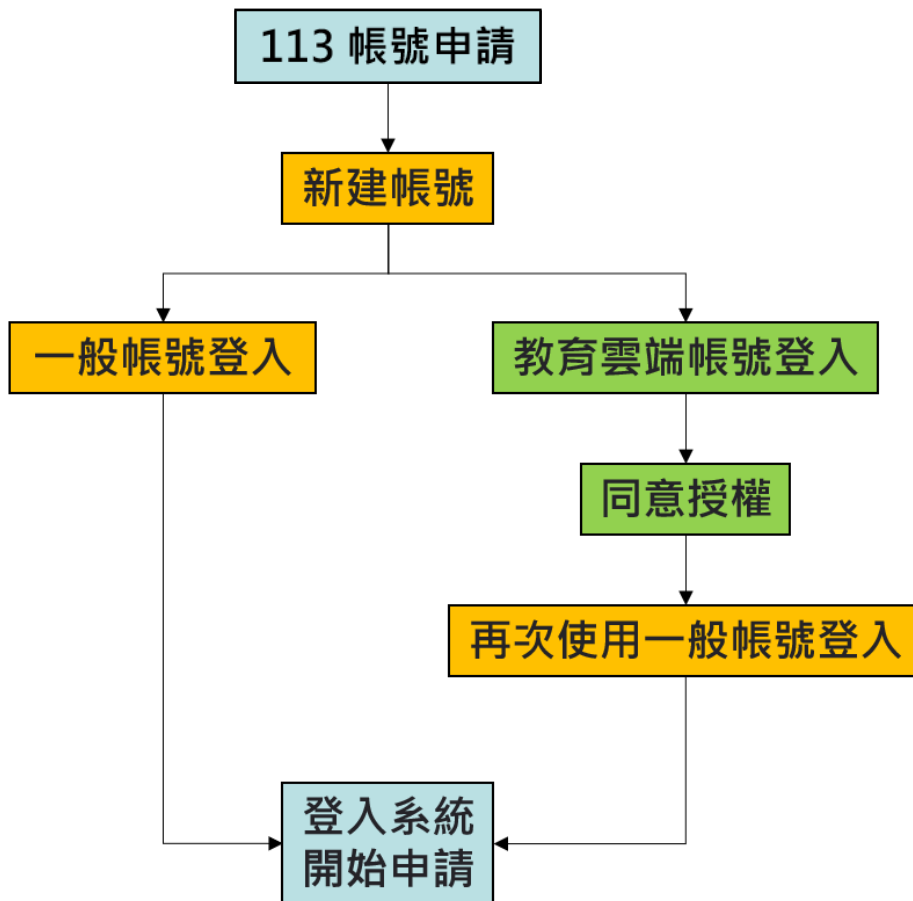 113 帳號申請
新建帳號
一般帳號登入
教育雲端帳號登入
同意授權
再次使用一般帳號登入
登入系統
開始申請